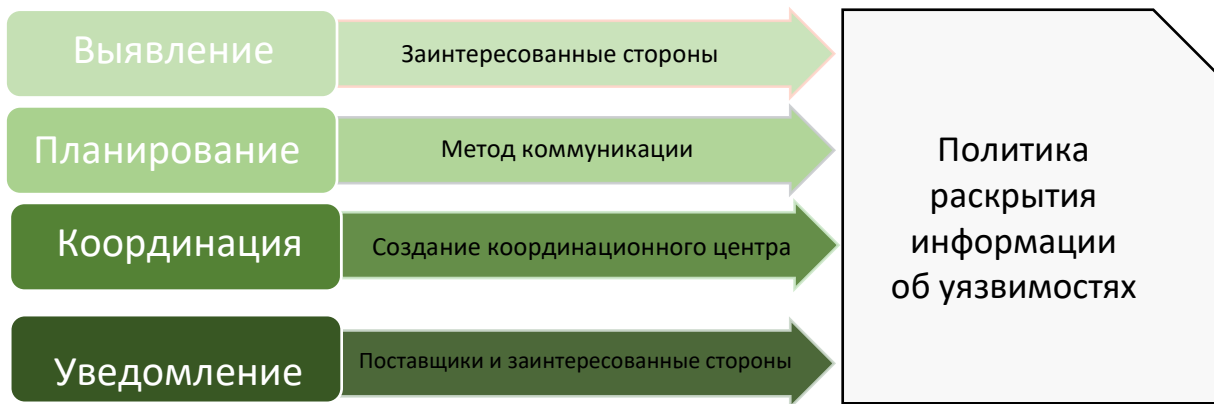 Выявление
Заинтересованные стороны
Планирование
Метод коммуникации
Координация
Создание координационного центра
Уведомление
Поставщики и заинтересованные стороны
Политика
раскрытия
информации
об уязвимостях